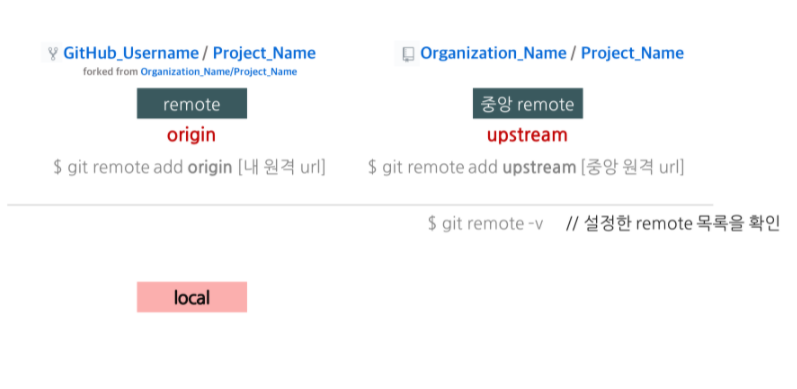 GitHub_Username / Project_Name
forked from Organization_Name/Project_Name
remote
origin
$ git remote add origin [내 원격 url]
Organization_Name / Project_Name
중앙 remote
upstream
$ git remote add upstream [중앙 원격 url]
$ git remote -v // 설정한 remote 목록을 확인
local